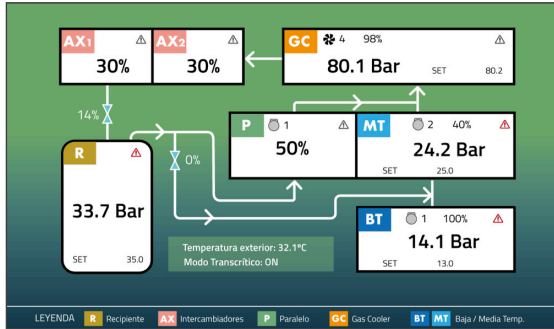 AX1
30%
AX2
30%
GC 4 98%
80.1 Bar
SET 80.2
14%
R
33.7 Bar
SET 35.0
0%
P 1
50%
MT 2 40%
24.2 Bar
SET 25.0
BT 1 100%
14.1 Bar
SET 13.0
Temperatura exterior: 32.1ºC
Modo Transcrítico: ON
LEYENDA R Recipiente AX Intercambiadores P Paralelo GC Gas Cooler BT MT Baja / Media Temp.